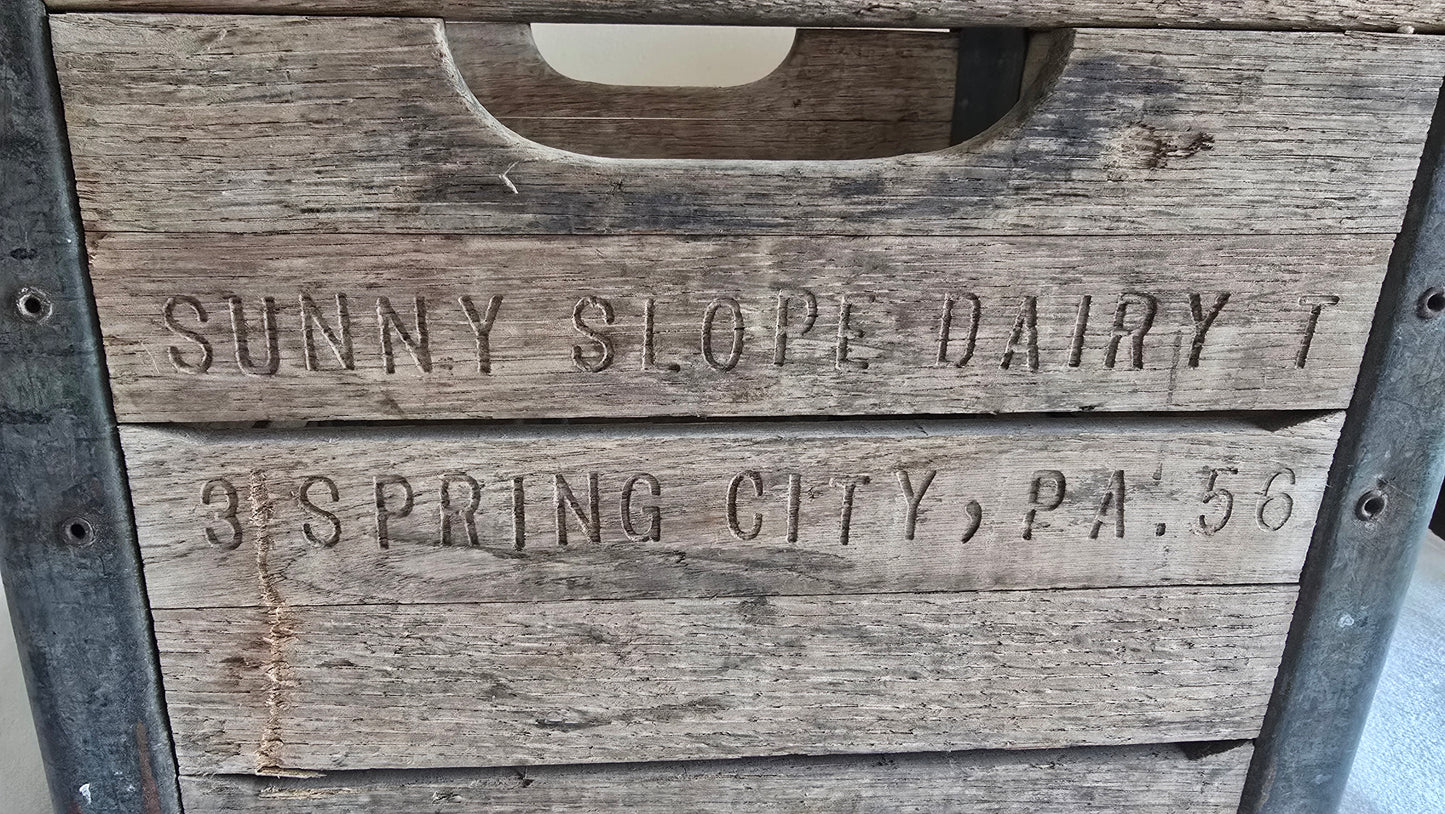 SUNNY SLOPE DAIRY T
3 SPRING CITY, PA. 56